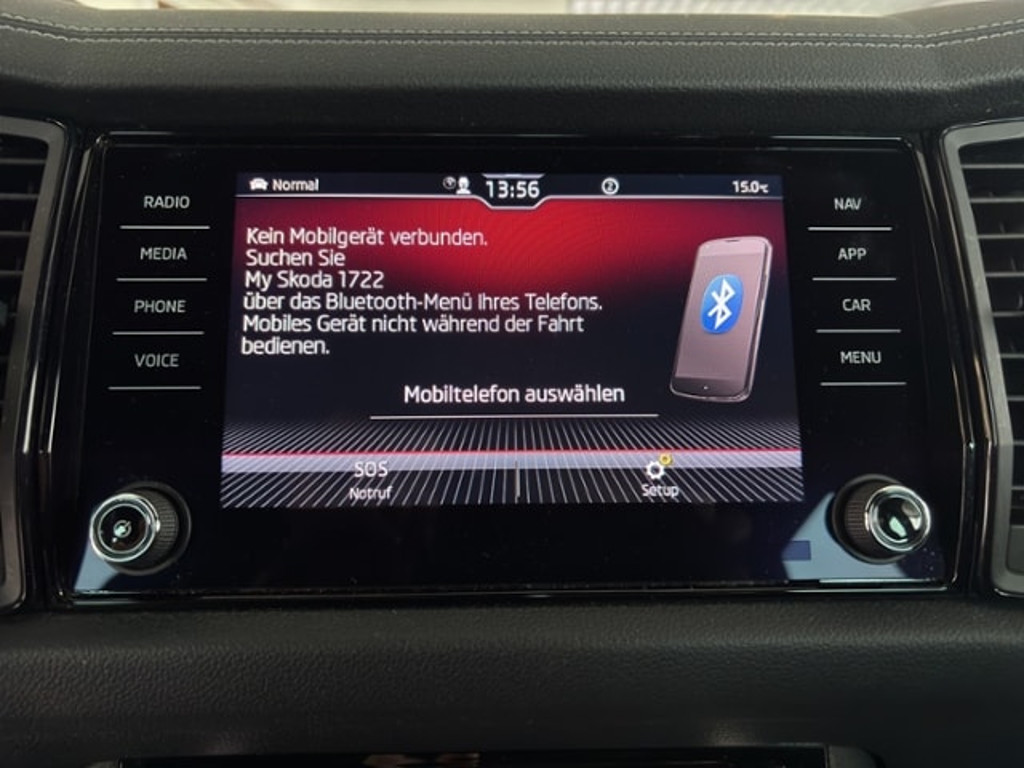 Normal
13:56
2
15.0°C
RADIO
MEDIA
PHONE
VOICE
Kein Mobilgerät verbunden.
Suchen Sie
My Skoda 1722
über das Bluetooth-Menü Ihres Telefons.
Mobiles Gerät nicht während der Fahrt
bedienen.
Mobiltelefon auswählen
SOS
Notruf
Setup
NAV
APP
CAR
MENU